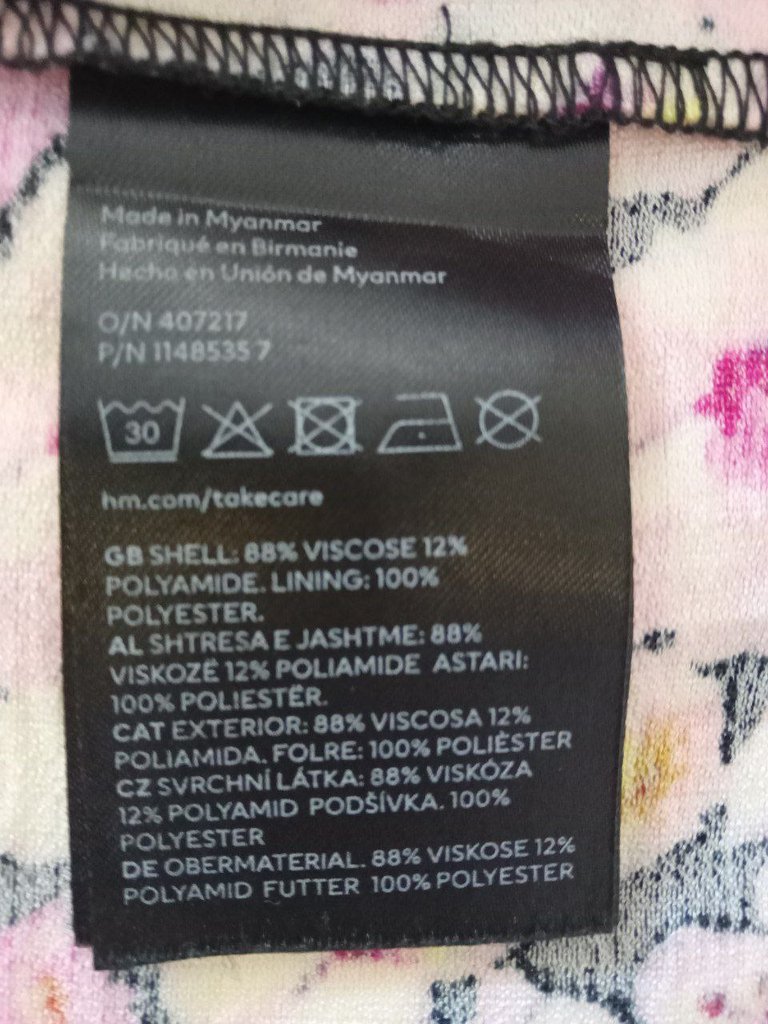 Made in Myanmar
Fabriqué en Birmanie
Hecho en Unión de Myanmar
O/N 407217
P/N 1148535 7
30
hm.com/takecare
GB SHELL: 88% VISCOSE 12%
POLYAMIDE. LINING: 100%
POLYESTER.
AL SHTRESA E JASHTME: 88%
VISKOZË 12% POLIAMIDE ASTARI:
100% POLIESTËR.
CAT EXTERIOR: 88% VISCOSA 12%
POLIAMIDA. FOLRE: 100% POLIÈSTER
CZ SVRCHNÍ LÁTKA: 88% VISKÓZA
12% POLYAMID PODŠÍVKA. 100%
POLYESTER
DE OBERMATERIAL. 88% VISKOSE 12%
POLYAMID FUTTER 100% POLYESTER